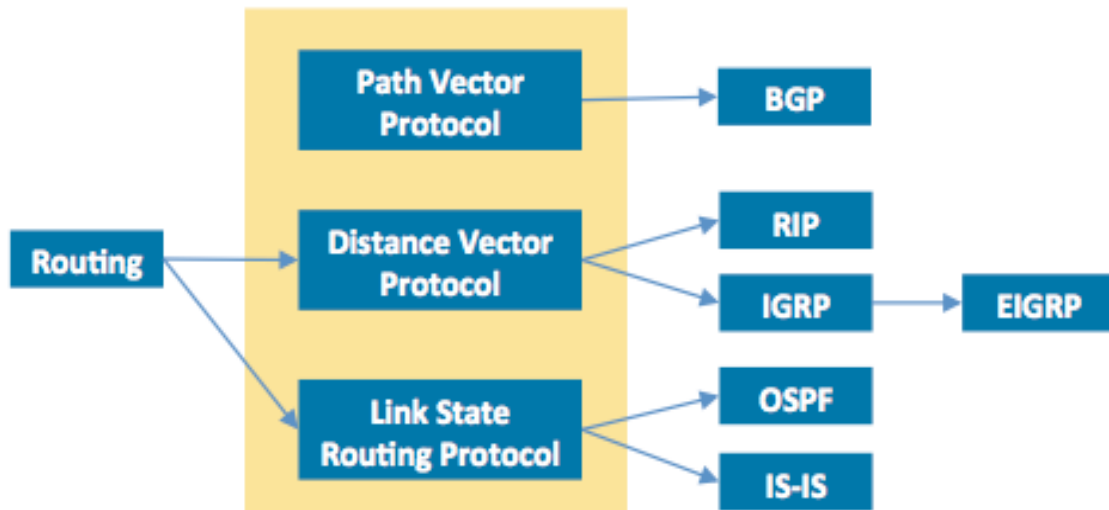 Path Vector
Protocol
BGP
Routing
Distance Vector
Protocol
RIP
IGRP
EIGRP
Link State
Routing Protocol
OSPF
IS-IS